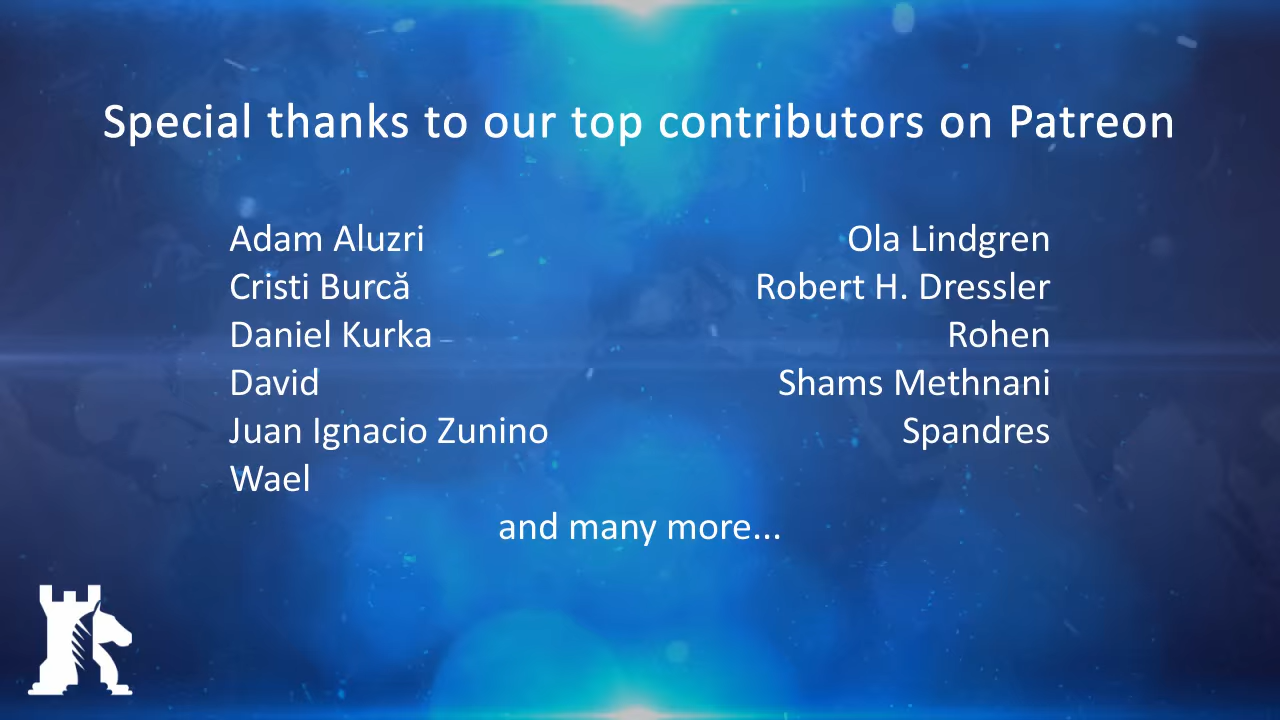 Special thanks to our top contributors on Patreon
Adam Aluzri
Cristi Burcă
Daniel Kurka
David
Juan Ignacio Zunino
Wael
Ola Lindgren
Robert H. Dressler
Rohen
Shams Methnani
Spandres
and many more...